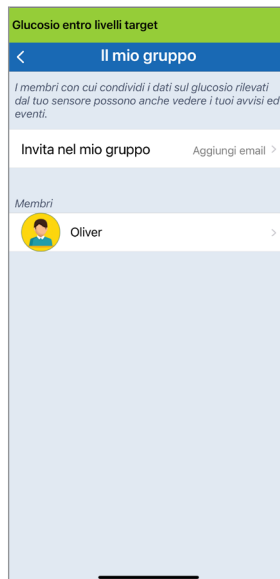 Glucosio entro livelli target
Il mio gruppo
I membri con cui condividi i dati sul glucosio rilevati
dal tuo sensore possono anche vedere i tuoi avvisi ed
eventi.
Invita nel mio gruppo Aggiungi email
Membri
Oliver